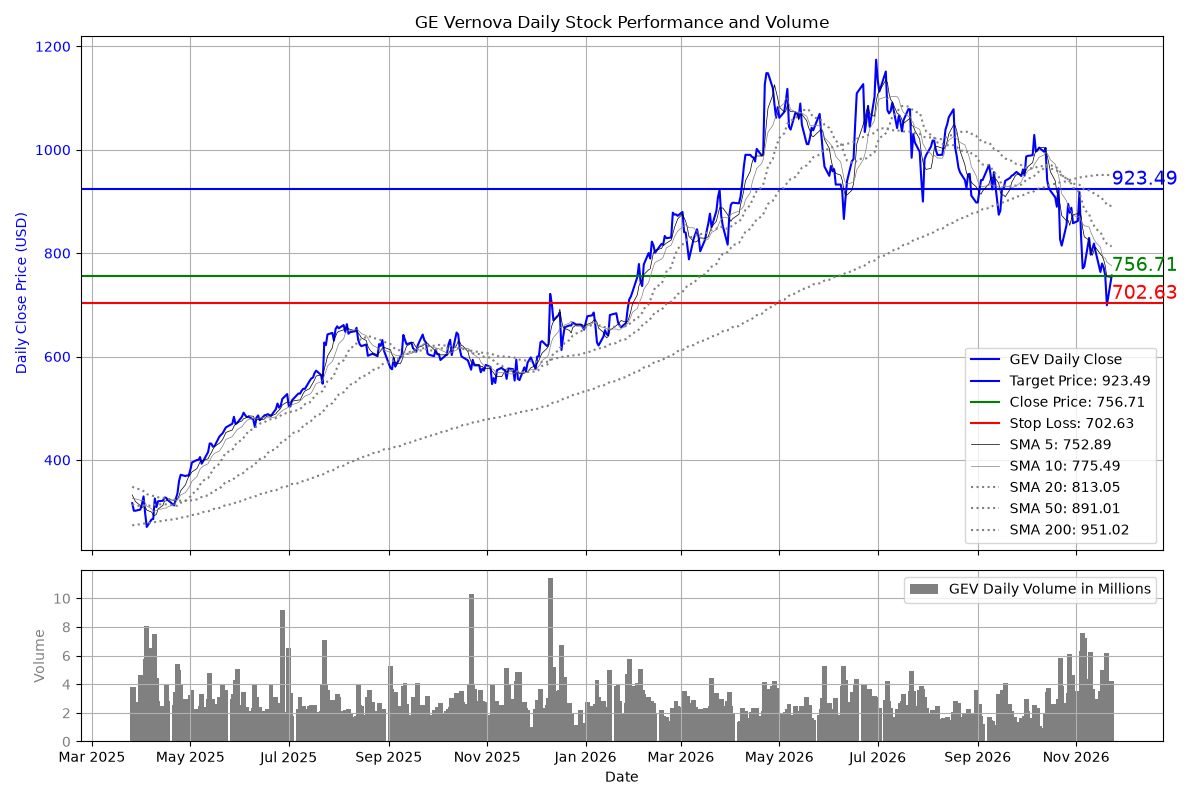 GE Vernova Daily Stock Performance and Volume
Daily Close Price (USD)
1200
1000
800
600
400
923.49
756.71
702.63
GEV Daily Close
Target Price: 923.49
Close Price: 756.71
Stop Loss: 702.63
SMA 5: 752.89
SMA 10: 775.49
SMA 20: 813.05
SMA 50: 891.01
SMA 200: 951.02
Volume
10
8
6
4
2
0
GEV Daily Volume in Millions
Mar 2025 May 2025 Jul 2025 Sep 2025 Nov 2025 Jan 2026 Mar 2026 May 2026 Jul 2026 Sep 2026 Nov 2026
Date